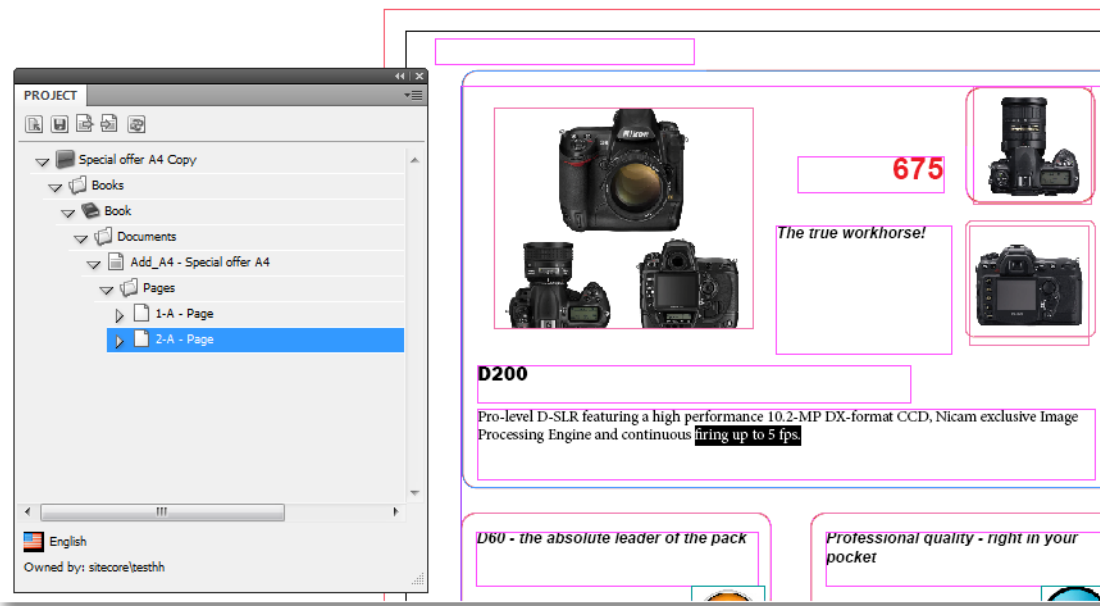 PROJECT
Special offer A4 Copy
Books
Book
Documents
Add_A4 - Special offer A4
Pages
1-A - Page
2-A - Page
English
Owned by: sitecore\testhh
Nikon
675
The true workhorse!
D200
Pro-level D-SLR featuring a high performance 10.2-MP DX-format CCD, Nicam exclusive Image
Processing Engine and continuous firing up to 5 fps.
D60 - the absolute leader of the pack
Professional quality - right in your
pocket